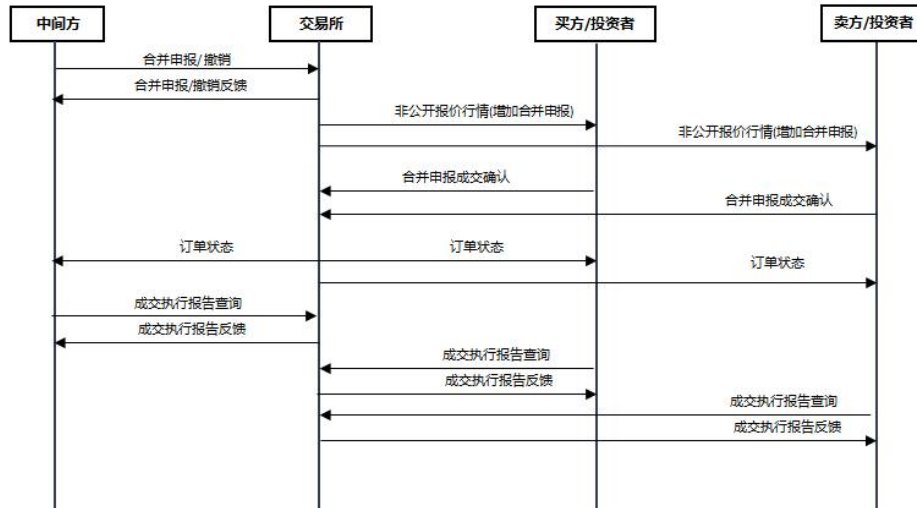 中间方
交易所
买方/投资者
卖方/投资者
合并申报/ 撤销
合并申报/撤销反馈
非公开报价行情(增加合并申报)
非公开报价行情(增加合并申报)
合并申报成交确认
合并申报成交确认
订单状态
订单状态
订单状态
成交执行报告查询
成交执行报告反馈
成交执行报告查询
成交执行报告反馈
成交执行报告查询
成交执行报告反馈